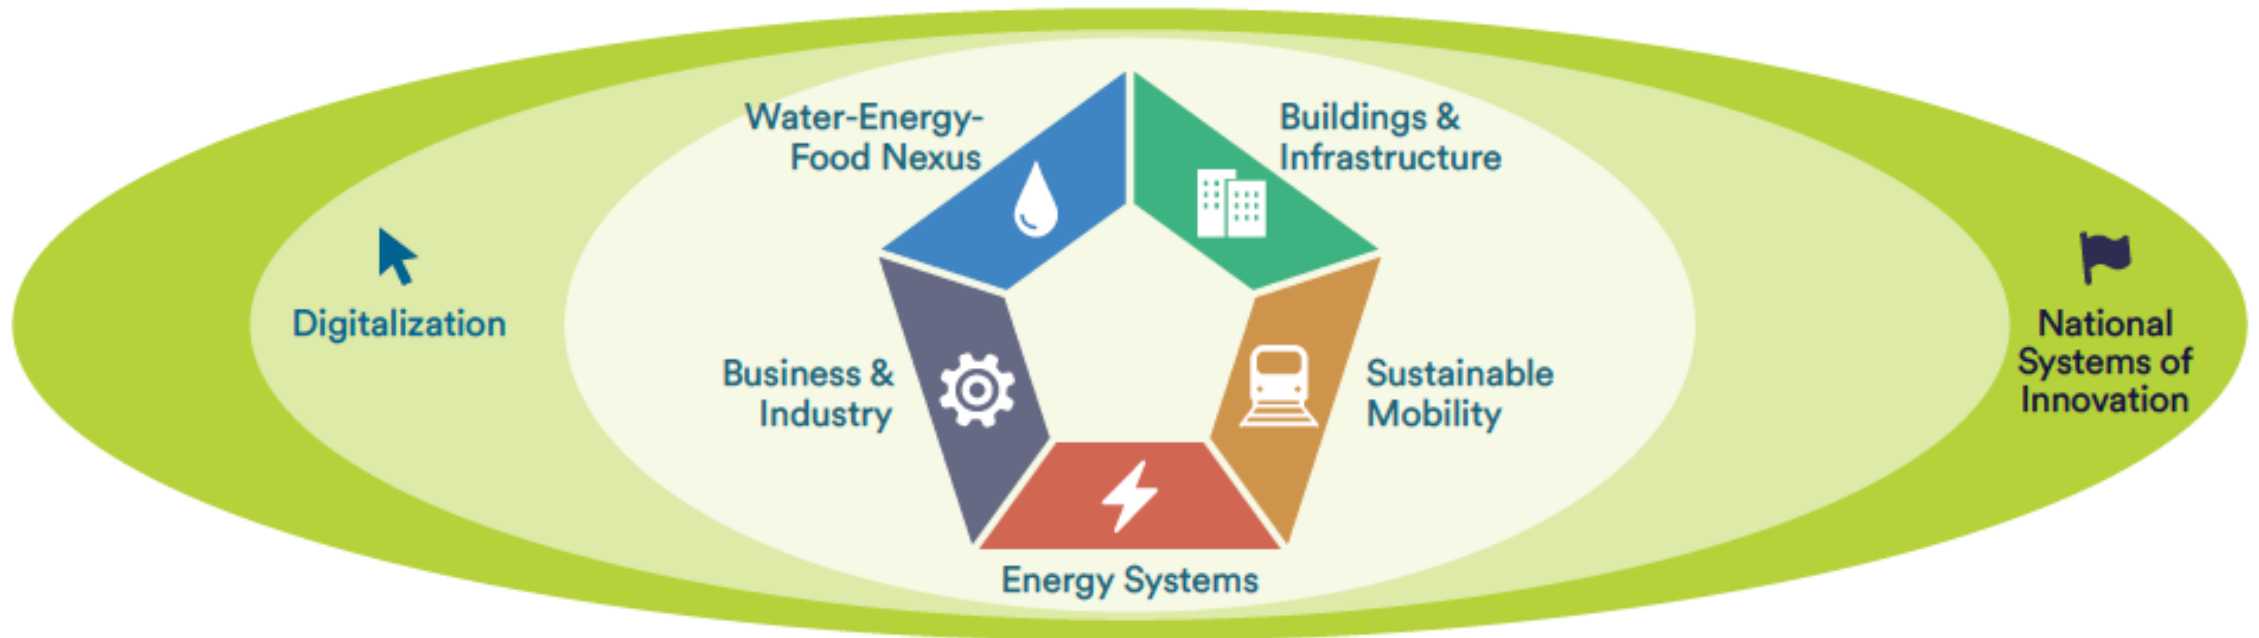 Water-Energy-
Food Nexus
Buildings &
Infrastructure
Digitalization
National
Systems of
Innovation
Business &
Industry
Sustainable
Mobility
Energy Systems